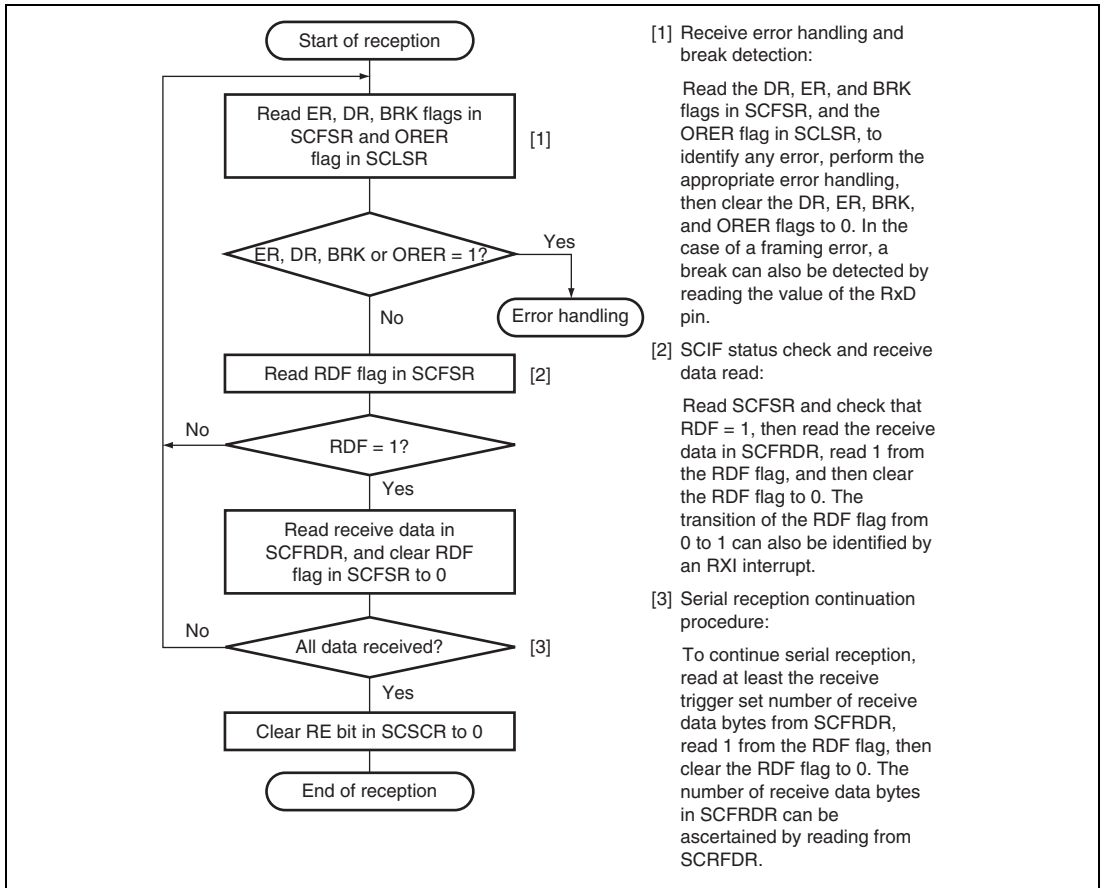 Start of reception
Read ER, DR, BRK flags in
SCFSR and ORER
flag in SCLSR
[1]
ER, DR, BRK or ORER = 1?
Yes
Error handling
No
Read RDF flag in SCFSR
[2]
No
RDF = 1?
Yes
Read receive data in
SCFRDR, and clear RDF
flag in SCFSR to 0
No
All data received?
[3]
Yes
Clear RE bit in SCSCR to 0
End of reception
[1] Receive error handling and
break detection:
Read the DR, ER, and BRK
flags in SCFSR, and the
ORER flag in SCLSR, to
identify any error, perform the
appropriate error handling,
then clear the DR, ER, BRK,
and ORER flags to 0. In the
case of a framing error, a
break can also be detected by
reading the value of the RxD
pin.
[2] SCIF status check and receive
data read:
Read SCFSR and check that
RDF = 1, then read the receive
data in SCFRDR, read 1 from
the RDF flag, and then clear
the RDF flag to 0. The
transition of the RDF flag from
0 to 1 can also be identified by
an RXI interrupt.
[3] Serial reception continuation
procedure:
To continue serial reception,
read at least the receive
trigger set number of receive
data bytes from SCFRDR,
read 1 from the RDF flag, then
clear the RDF flag to 0. The
number of receive data bytes
in SCFRDR can be
ascertained by reading from
SCRFDR.